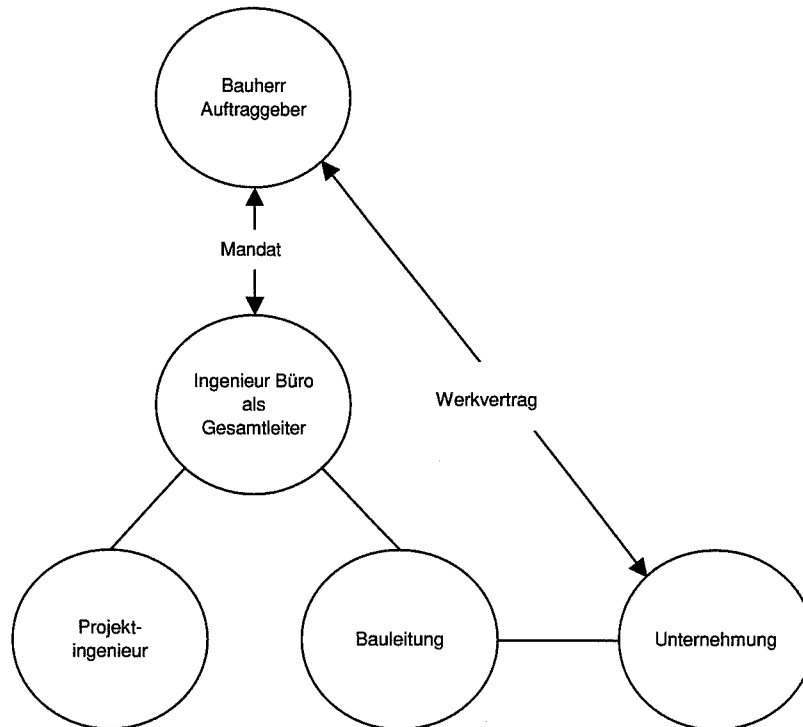 Bauherr
Auftraggeber
Mandat
Ingenieur Büro
als
Gesamtleiter
Werkvertrag
Projekt-
ingenieur
Bauleitung
Unternehmung